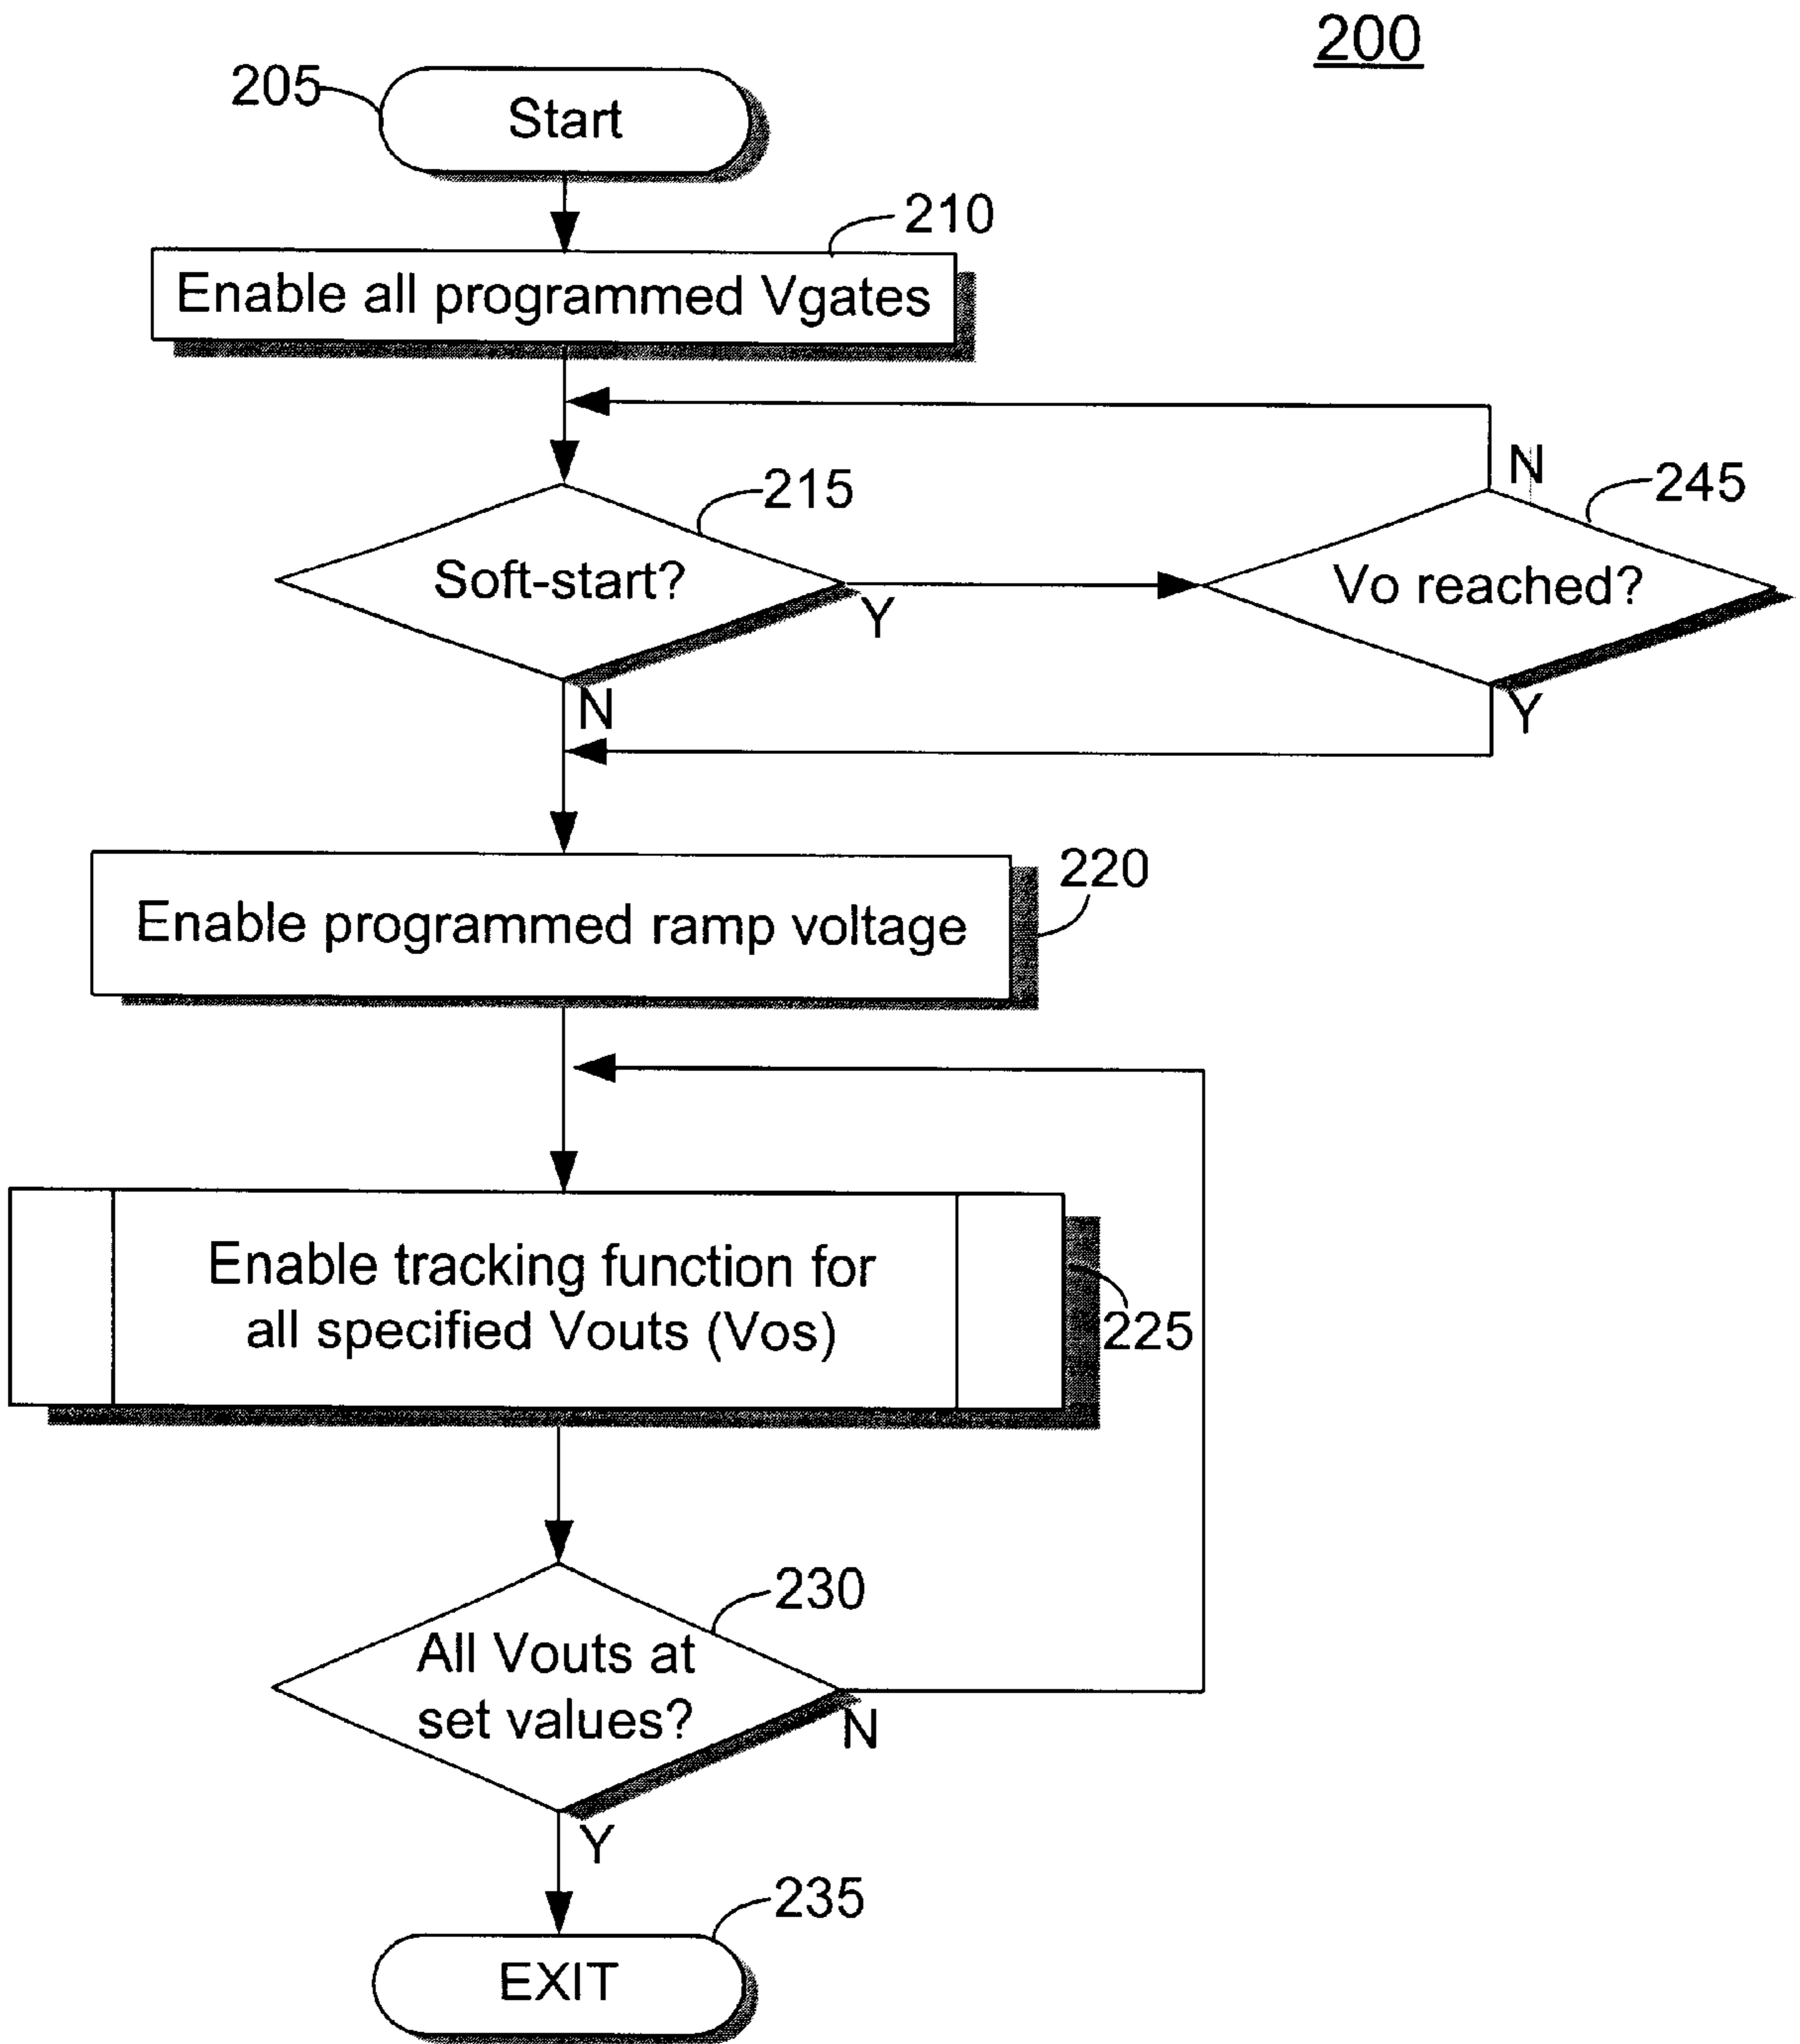 200
205
Start
210
Enable all programmed Vgates
215
N
245
Soft-start?
Vo reached?
Y
N
Y
220
Enable programmed ramp voltage
Enable tracking function for
all specified Vouts (Vos)
225
230
All Vouts at
set values?
N
Y
235
EXIT